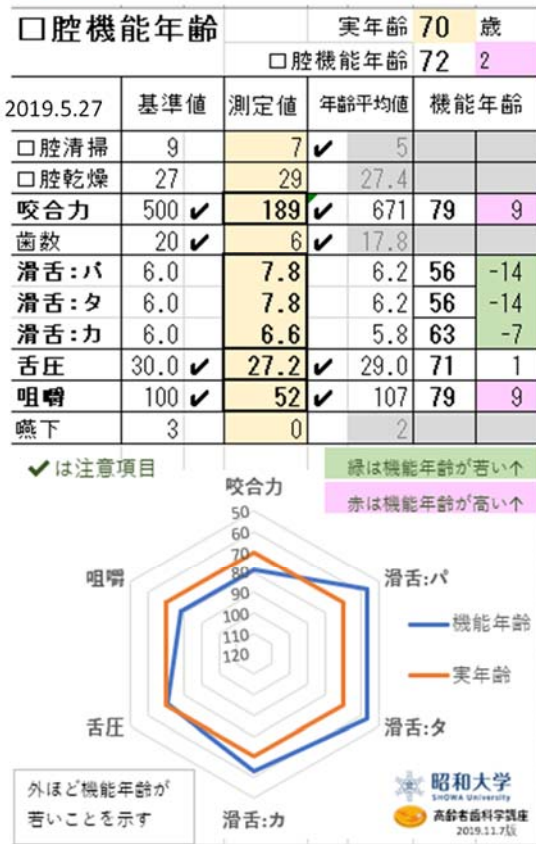 口腔機能年齢 実年齢 70 歳
口腔機能年齢 72 2
2019.5.27 基準値 測定値 年齢平均値 機能年齢
口腔清掃 9 7 ✔ 5
口腔乾燥 27 29 27.4
咬合力 500 ✔ 189 ✔ 671 79 9
歯数 20 ✔ 6 ✔ 17.8
滑舌:パ 6.0 7.8 6.2 56 -14
滑舌:タ 6.0 7.8 6.2 56 -14
滑舌:カ 6.0 6.6 5.8 63 -7
舌圧 30.0 ✔ 27.2 ✔ 29.0 71 1
咀嚼 100 ✔ 52 ✔ 107 79 9
嚥下 3 0 2
✔は注意項目
緑は機能年齢が若い↑
赤は機能年齢が高い↑
咬合力
50
60
70
80
90
100
110
120
咀嚼
滑舌:パ
機能年齢
実年齢
舌圧
滑舌:タ
滑舌:カ
外ほど機能年齢が
若いことを示す
昭和大学
SHOWA University
高齢者歯科学講座
2019.11.7版